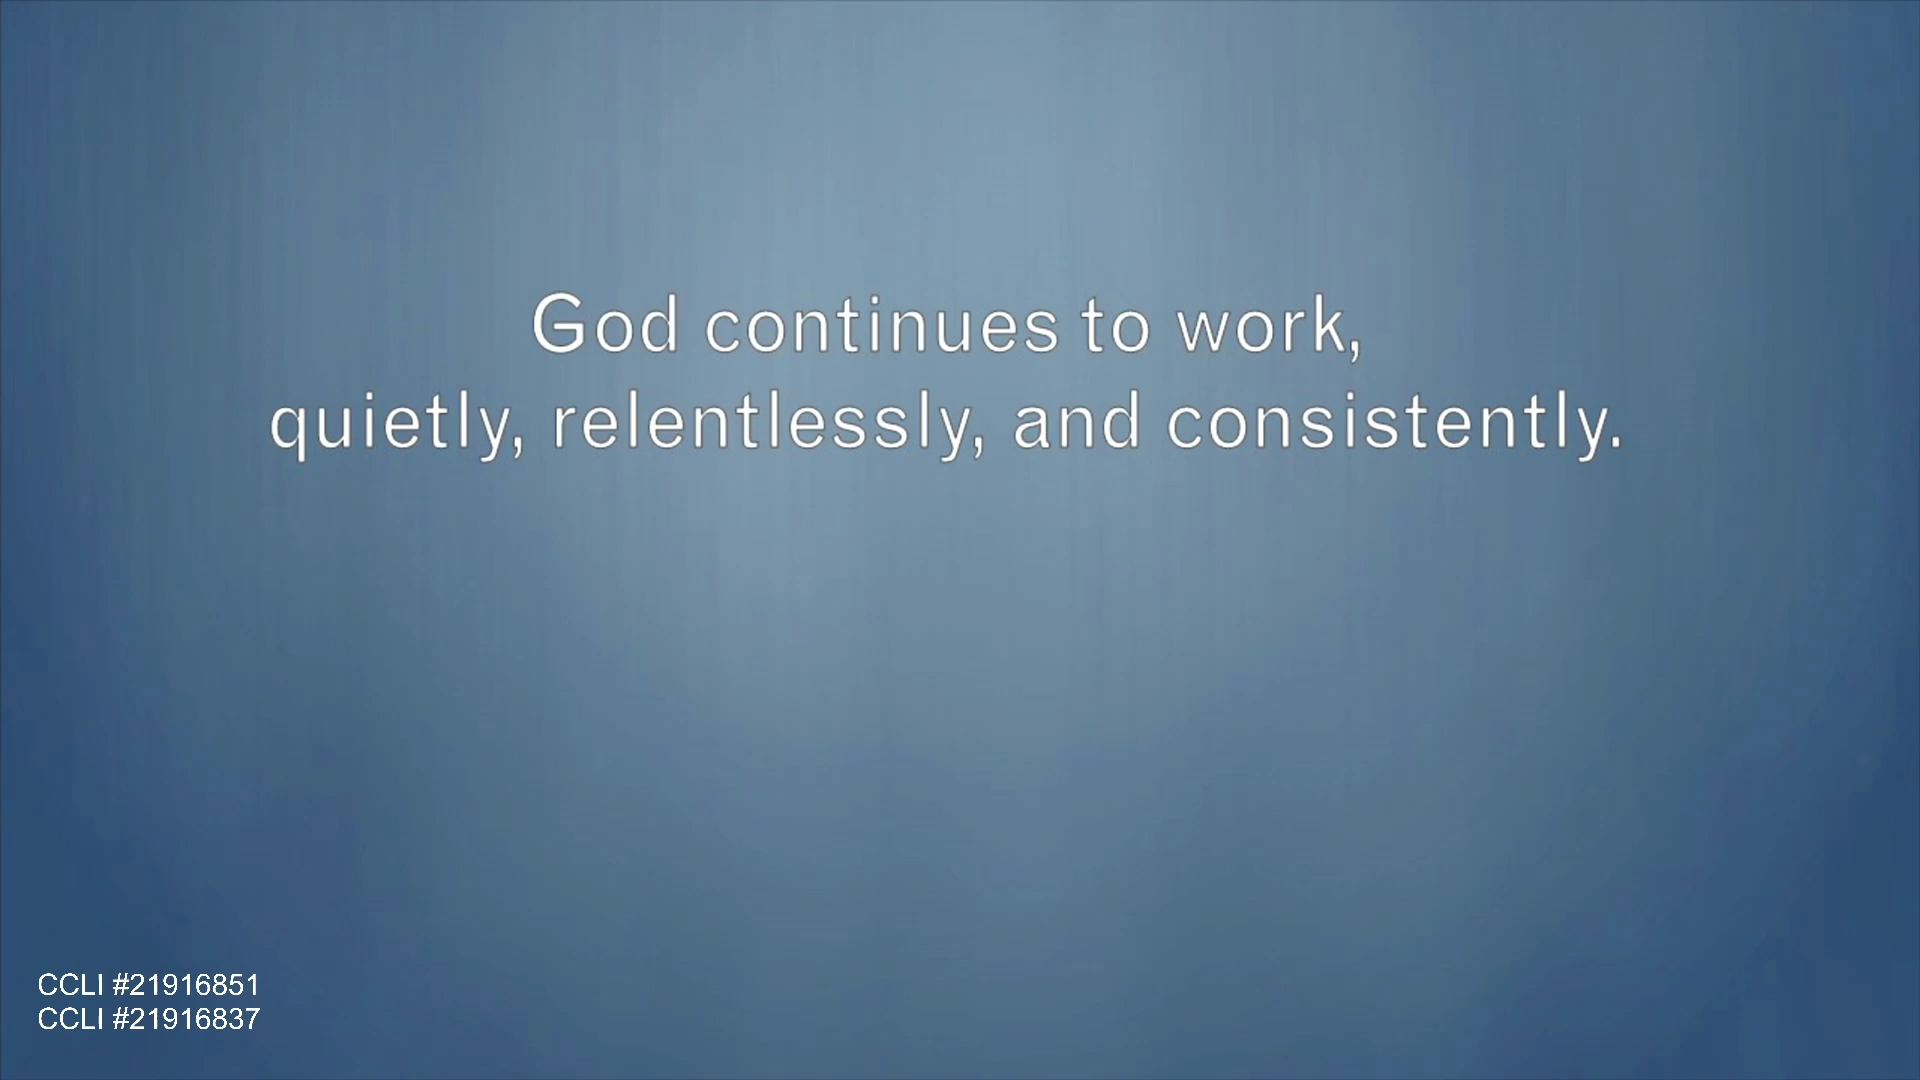 God continues to work,
quietly, relentlessly, and consistently.
CCLI #21916851
CCLI #21916837